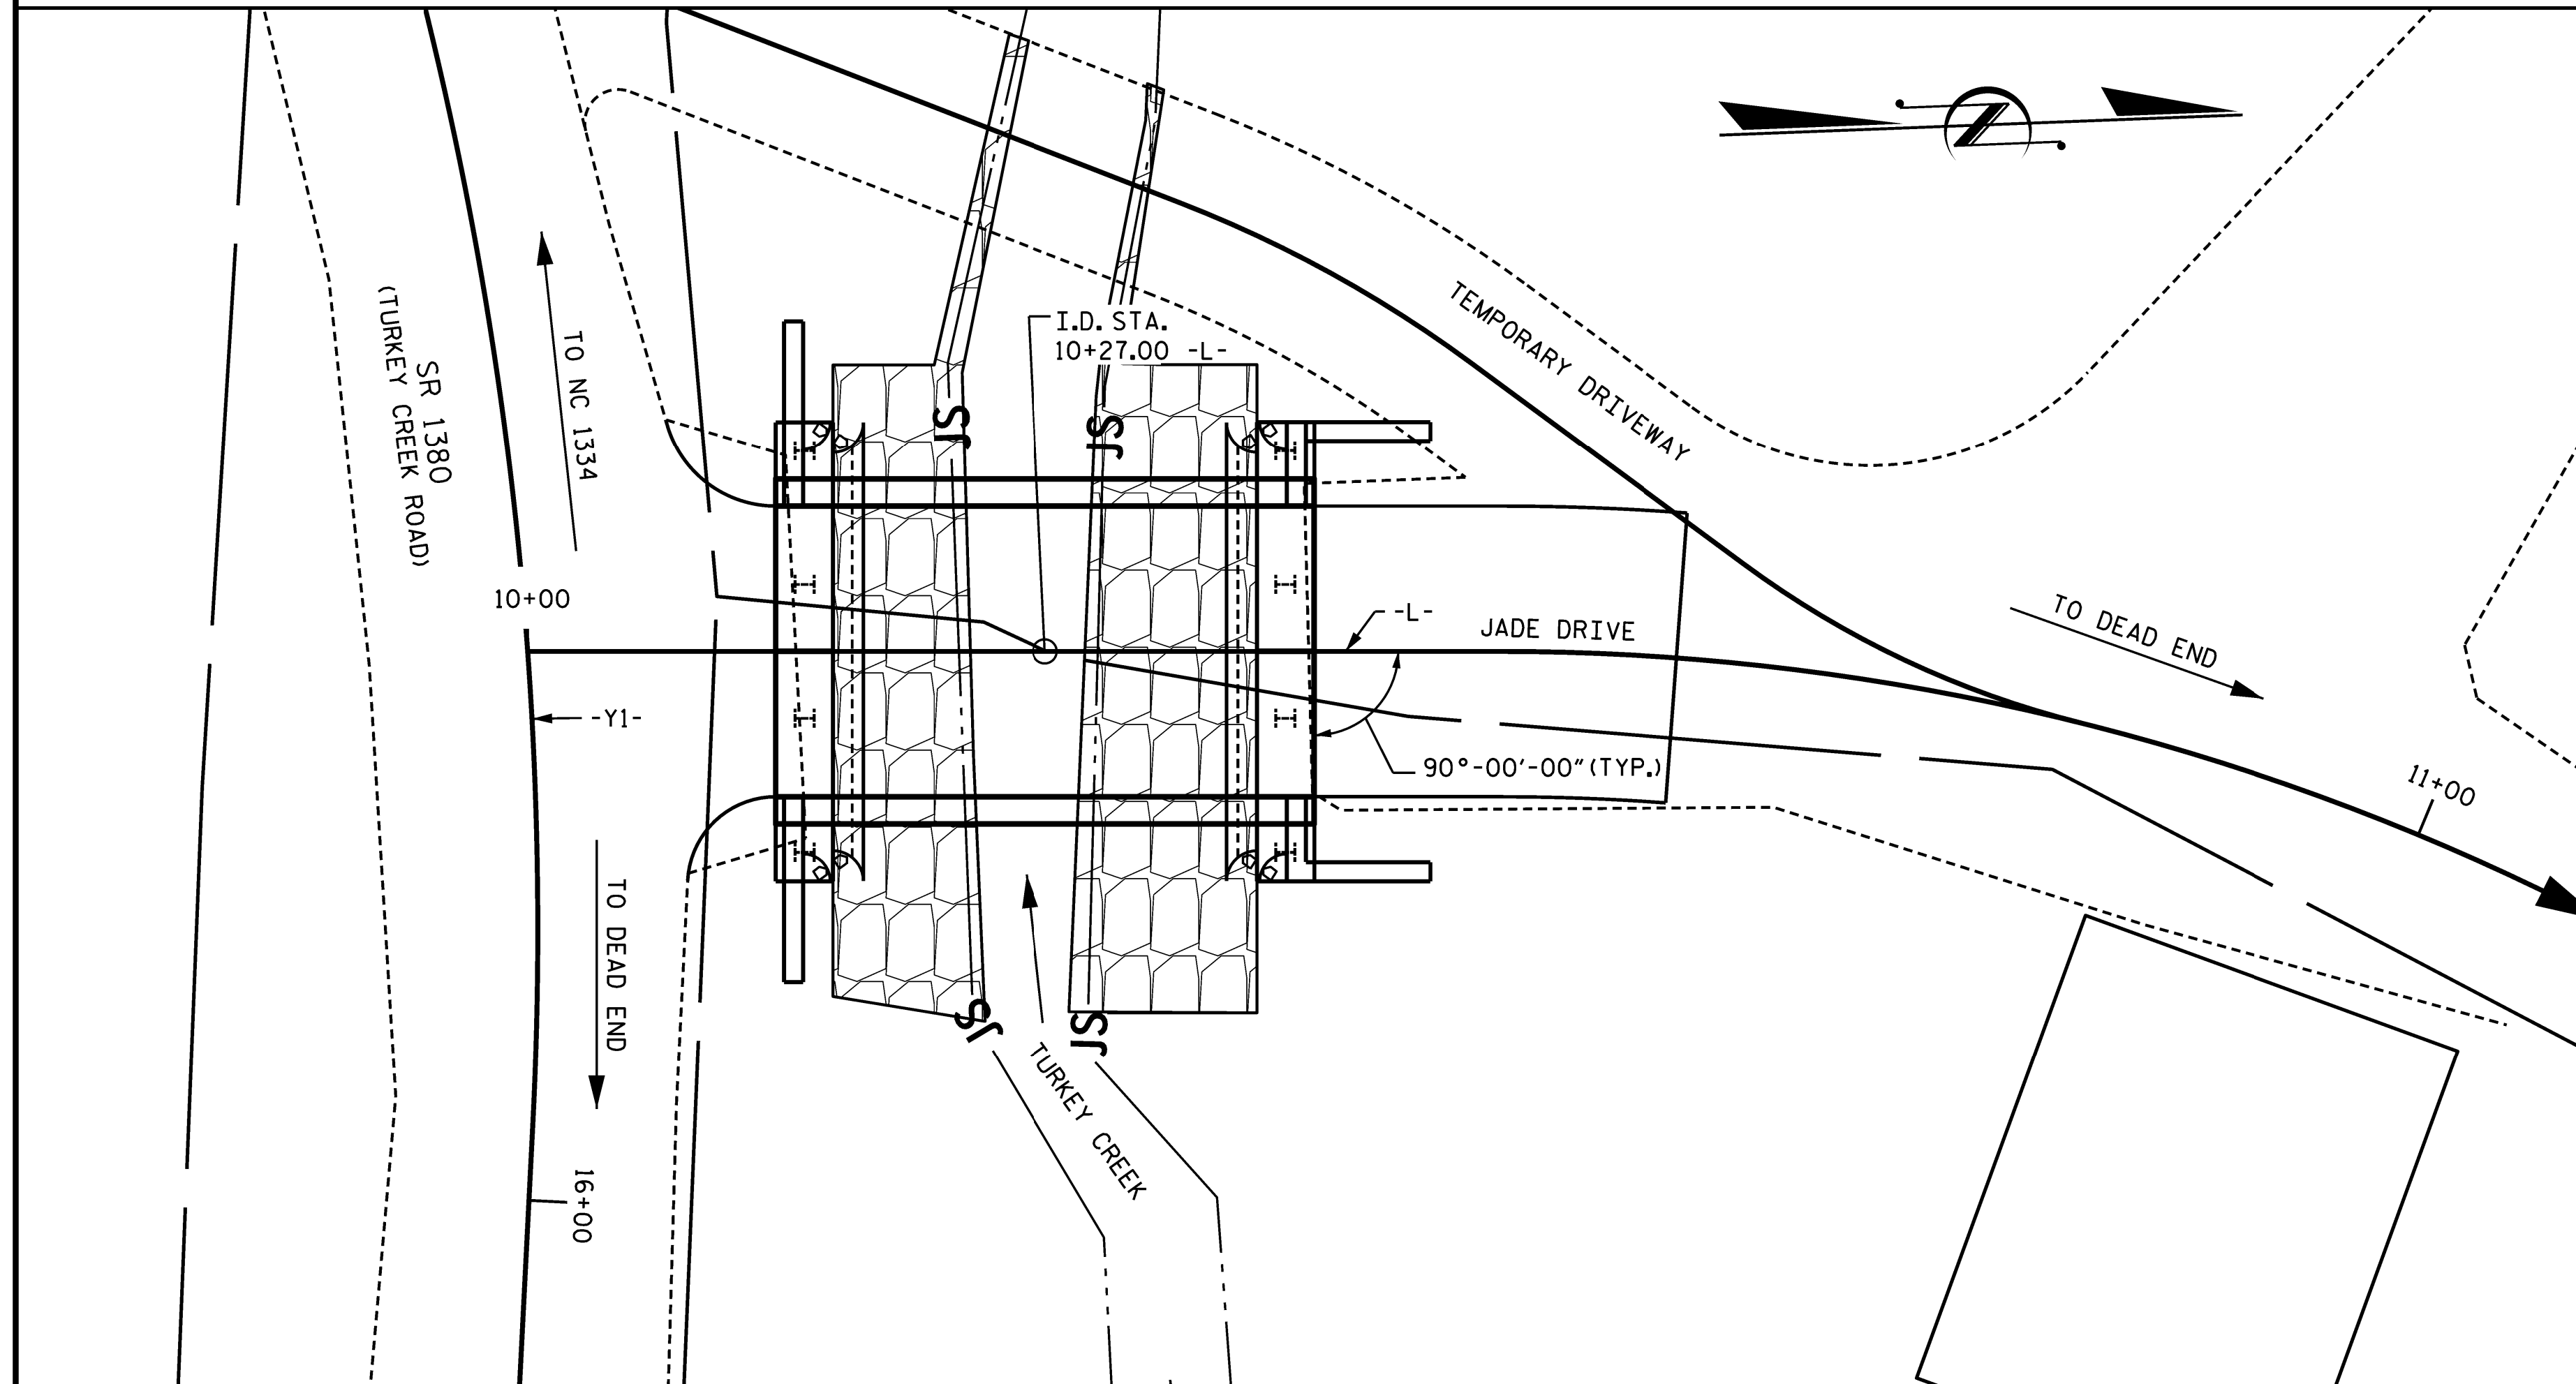 I.D. STA.
10+27.00 -L-
TEMPORARY DRIVEWAY
TO NC 1334
SR 1380
(TURKEY CREEK ROAD)
10+00
-L-
JADE DRIVE
TO DEAD END
-Y1-
90°-00'-00" (TYP.)
11+00
TO DEAD END
TURKEY CREEK
16+00